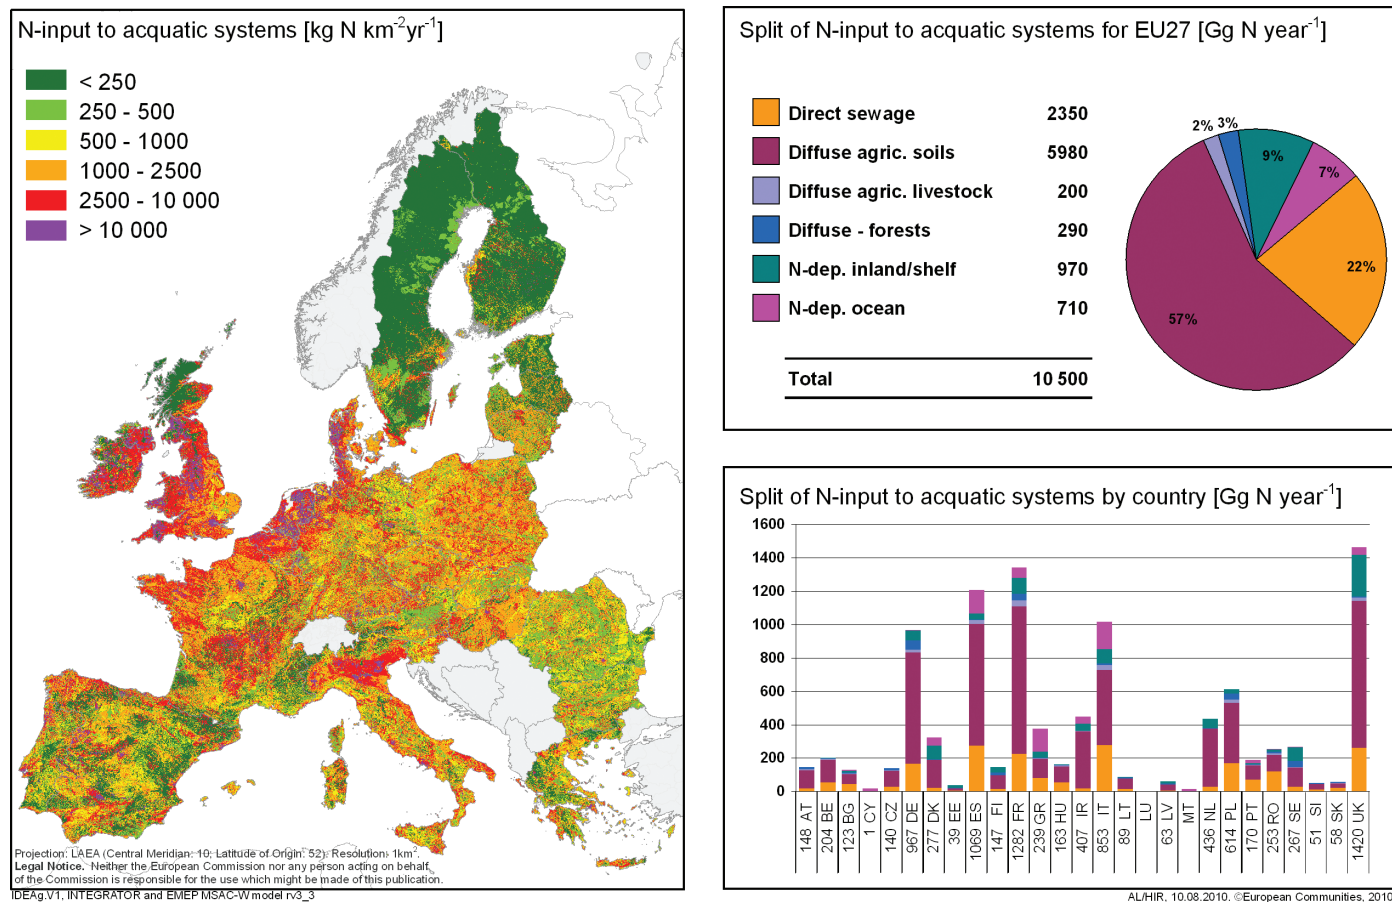 N-input to acquatic systems [kg N km-2yr-1]
< 250
250 - 500
500 - 1000
1000 - 2500
2500 - 10 000
> 10 000
Projection: LAEA (Central Meridian: 10; Latitude of Origin: 52). Resolution: 1km2.
Legal Notice. Neither the European Commission nor any person acting on behalf
of the Commission is responsible for the use which might be made of this publication.
IDEAg.V1, INTEGRATOR and EMEP MSAC-W model rv3_3
Split of N-input to acquatic systems for EU27 [Gg N year-1]
Direct sewage 2350
Diffuse agric. soils 5980
Diffuse agric. livestock 200
Diffuse - forests 290
N-dep. inland/shelf 970
N-dep. ocean 710
Total 10 500
2% 3%
9%
7%
22%
57%
Split of N-input to acquatic systems by country [Gg N year-1]
1600
1400
1200
1000
800
600
400
200
0
148 AT
204 BE
123 BG
1 CY
140 CZ
967 DE
277 DK
39 EE
1069 ES
147 FI
1282 FR
239 GR
163 HU
407 IR
853 IT
89 LT
LU
63 LV
MT
436 NL
614 PL
170 PT
253 RO
267 SE
51 SI
58 SK
1420 UK
AL/HIR, 10.08.2010. ©European Communities, 2010